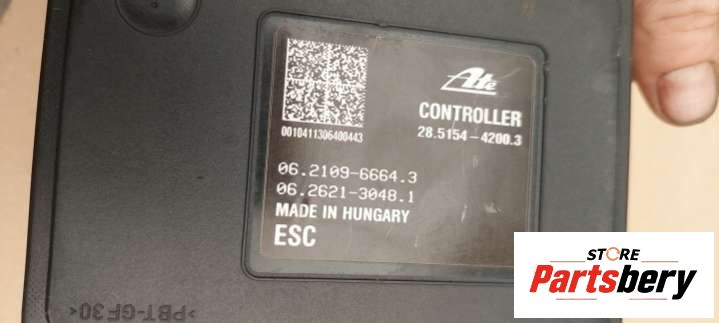 Ate
CONTROLLER
28.5154-4200.3
0010411306400443
06.2109-6664.3
06.2621-3048.1
MADE IN HUNGARY
ESC
>PBT-GF30<
STORE
Partsbery